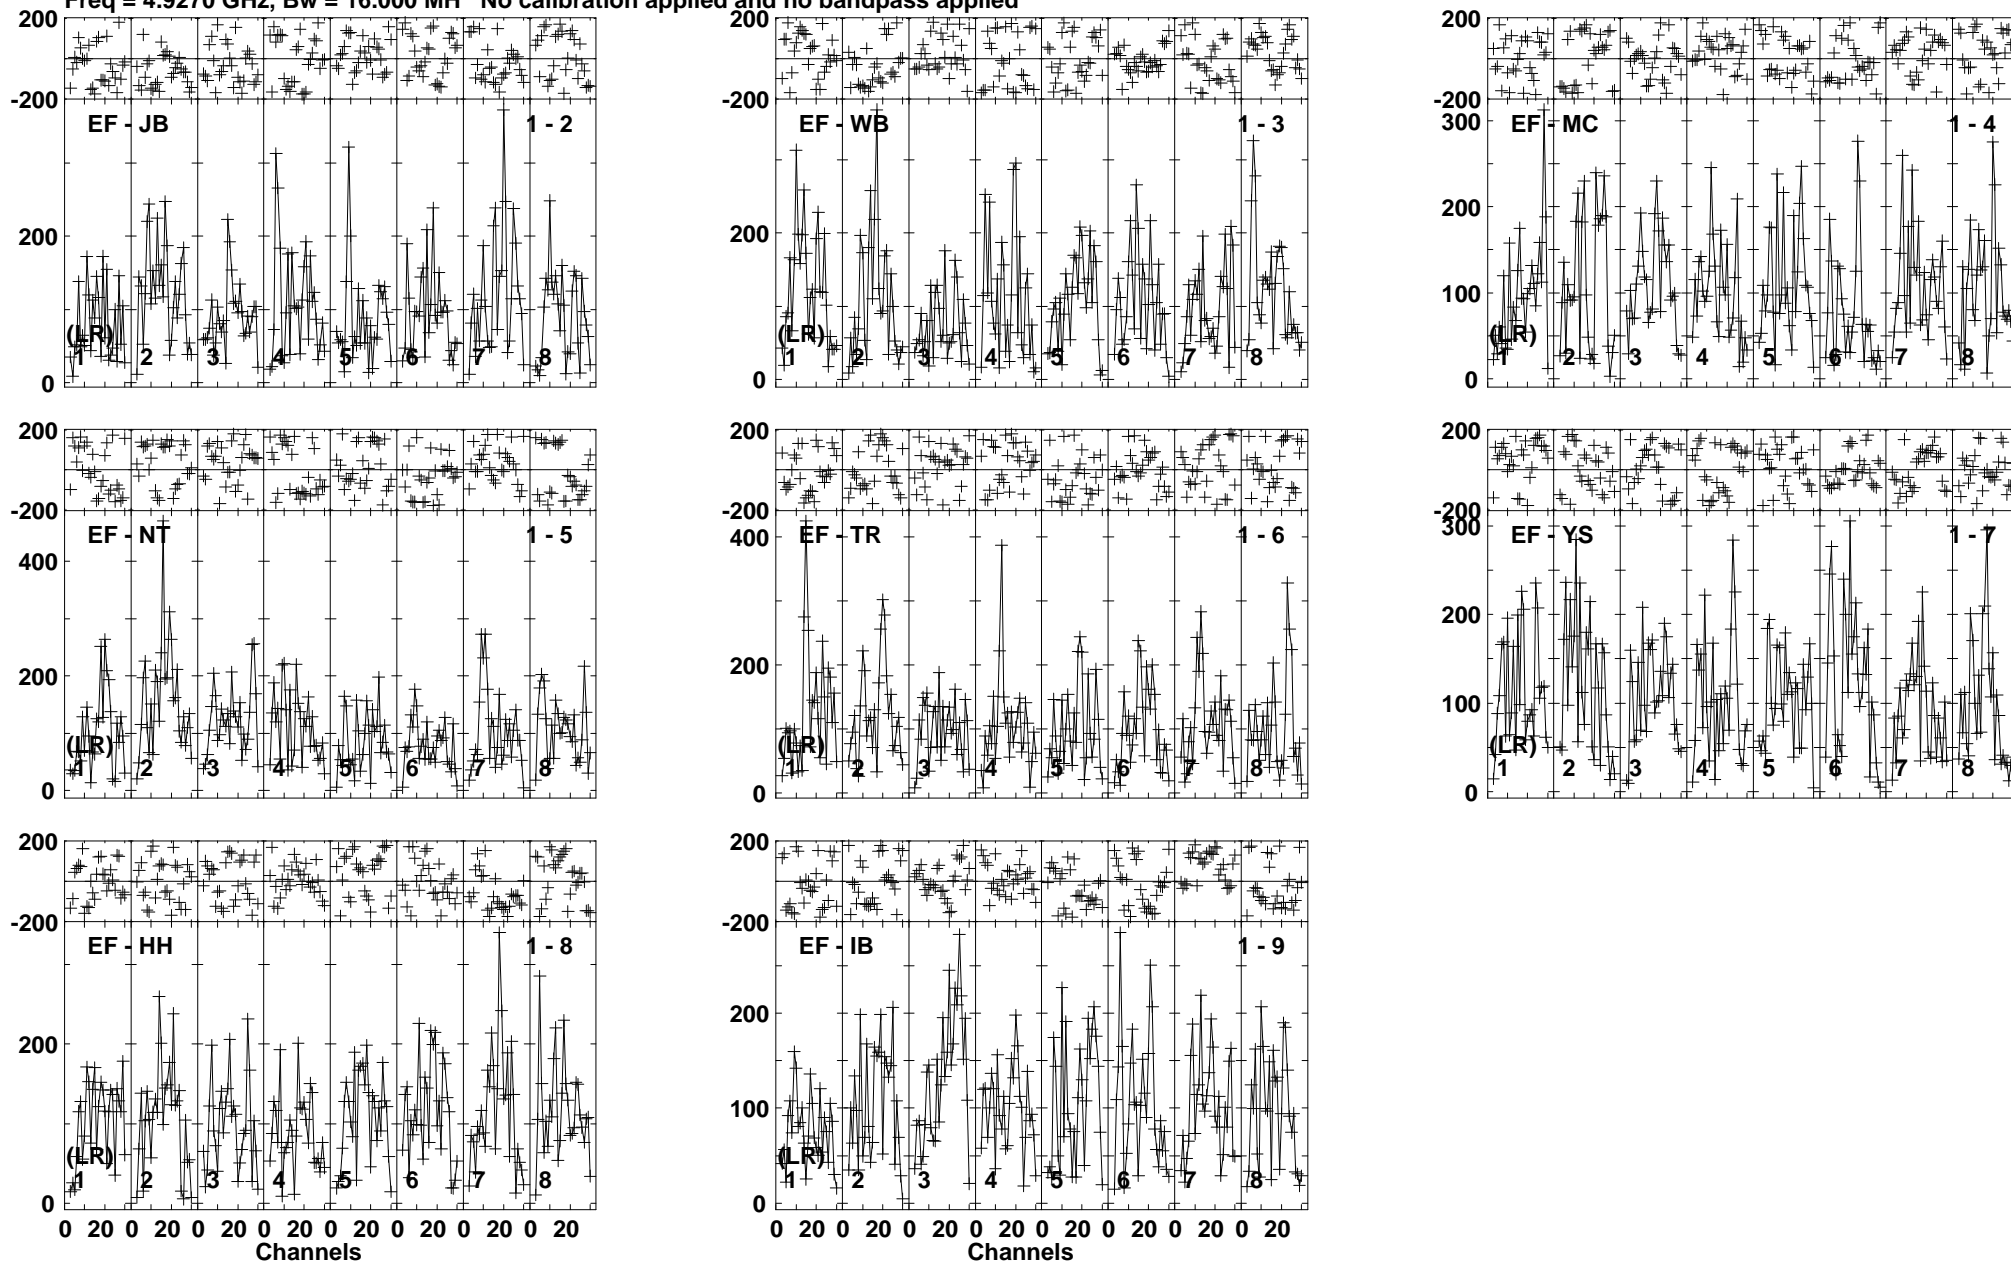 Freq = 4.9270 GHz, Bw = 16.000 MH No calibration applied and no bandpass applied
200
-200
EF - JB 1 - 2
200
0
(LR)
1 2 3 4 5 6 7 8
200
-200
EF - WB 1 - 3
200
0
(LR)
1 2 3 4 5 6 7 8
200
-200
300
EF - MC 1 - 4
200
100
0
(LR)
1 2 3 4 5 6 7 8
200
-200
EF - NT 1 - 5
400
200
0
(LR)
1 2 3 4 5 6 7 8
200
-200
EF - TR 1 - 6
400
200
0
(LR)
1 2 3 4 5 6 7 8
200
-200
300
EF - YS 1 - 7
200
100
0
(LR)
1 2 3 4 5 6 7 8
200
-200
EF - HH 1 - 8
200
0
(LR)
1 2 3 4 5 6 7 8
0 20 0 20 0 20 0 20 0 20 0 20 0 20 0 20
Channels
200
-200
EF - IB 1 - 9
200
100
0
(LR)
1 2 3 4 5 6 7 8
0 20 0 20 0 20 0 20 0 20 0 20 0 20 0 20
Channels